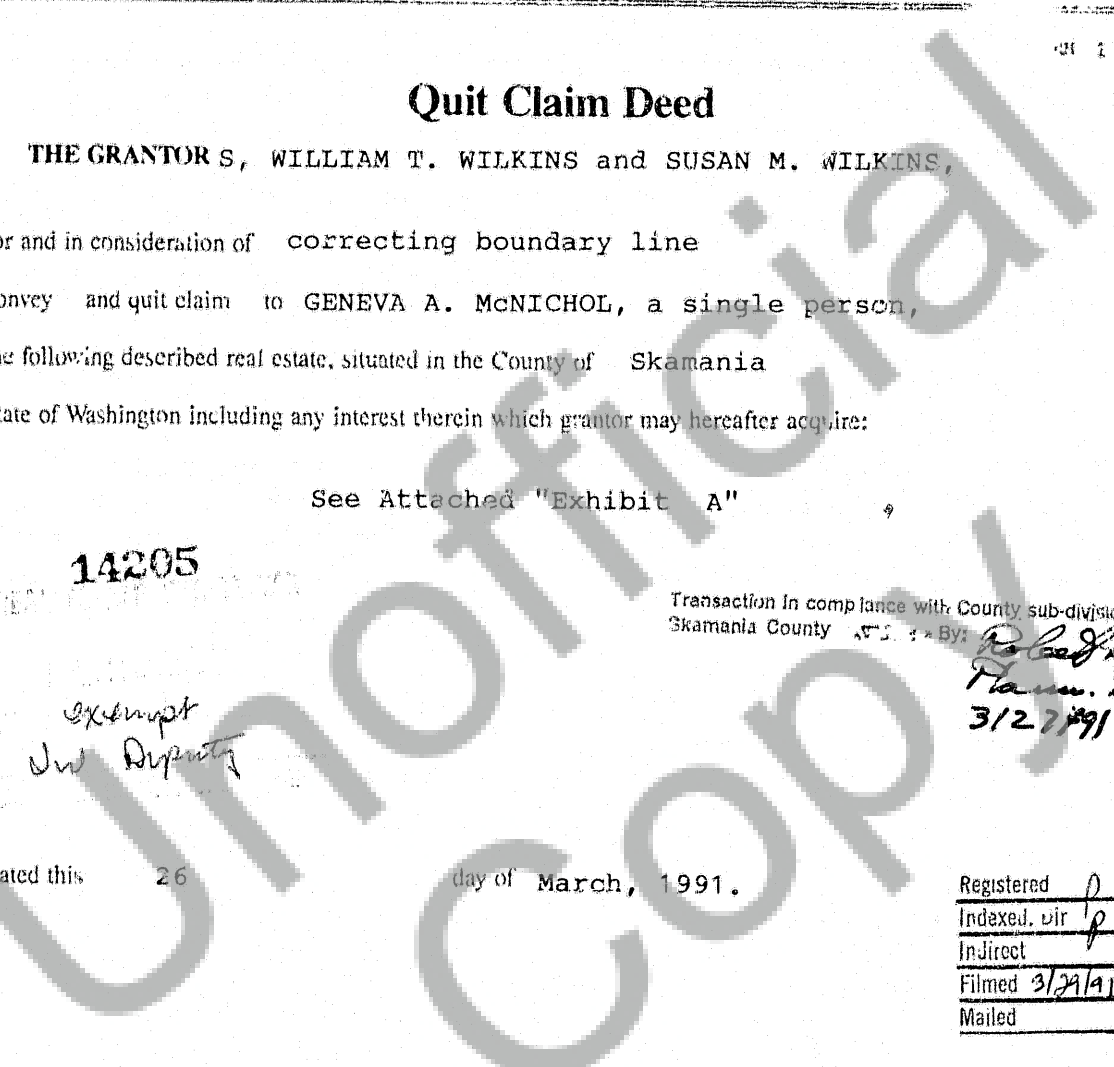 Quit Claim Deed
THE GRANTOR S, WILLIAM T. WILKINS and SUSAN M. WILKINS,
or and in consideration of correcting boundary line
onvey and quit claim to GENEVA A. McNICHOL, a single person,
he following described real estate, situated in the County of Skamania
tate of Washington including any interest therein which grantor may hereafter acquire:
See Attached "Exhibit A"
14205
Transaction in compliance with County sub-divisi
Skamania County By:
3/27/91
exempt
Deputy
ated this 26 day of March, 1991.
Registered p
Indexed, Dir p
Indirect
Filmed 3/29/91
Mailed
Unofficial
Copy